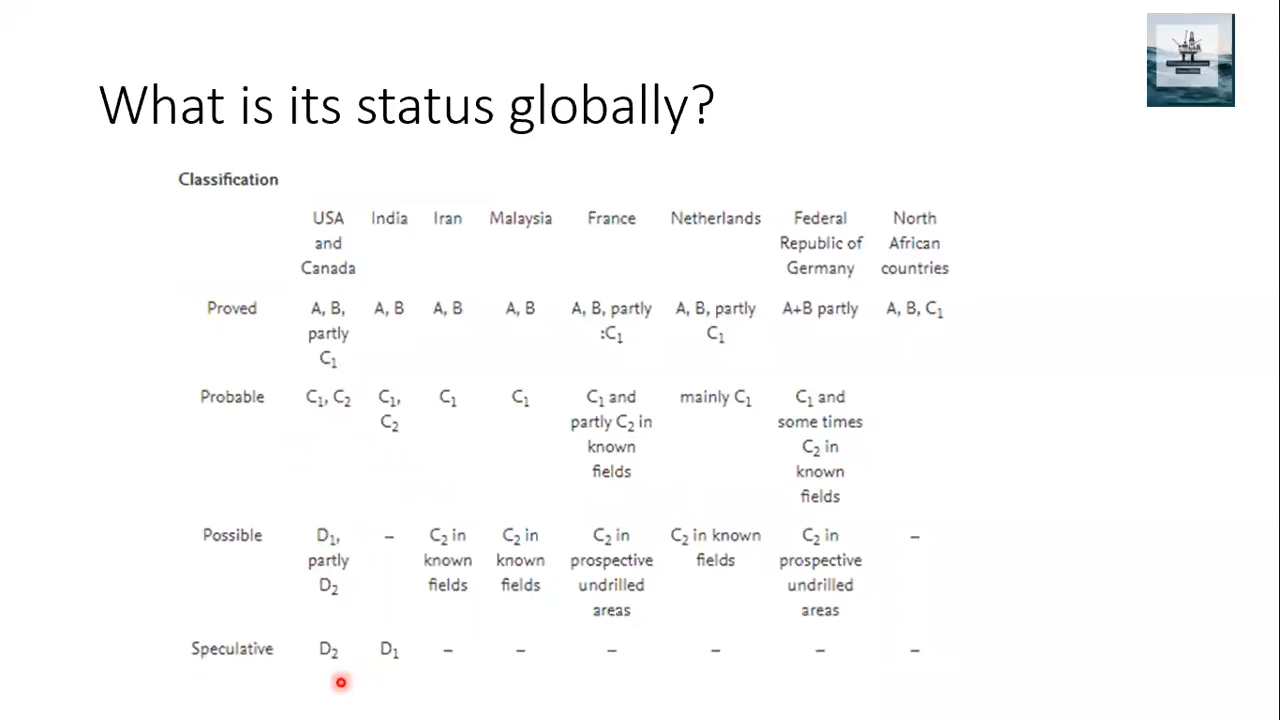 What is its status globally?
Classification
USA and Canada India Iran Malaysia France Netherlands Federal Republic of Germany North African countries
Proved A, B, partly C₁ A, B A, B A, B A, B, partly :C₁ A, B, partly C₁ A+B partly A, B, C₁
Probable C₁, C₂ C₁, C₂ C₁ C₁ C₁ and partly C₂ in known fields mainly C₁ C₁ and some times C₂ in known fields
Possible D₁, partly D₂ – C₂ in known fields C₂ in known fields C₂ in prospective undrilled areas C₂ in known fields C₂ in prospective undrilled areas –
Speculative D₂ D₁ – – – – – –